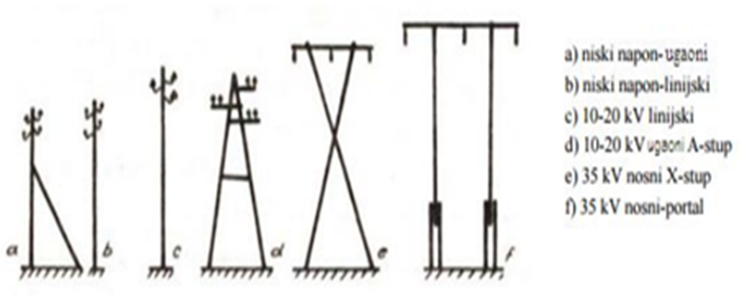 a) niski napon-ugaoni
b) niski napon-linijski
c) 10-20 kV linijski
d) 10-20 kV ugaoni A-stup
e) 35 kV nosni X-stup
f) 35 kV nosni-portal
a b c d e f